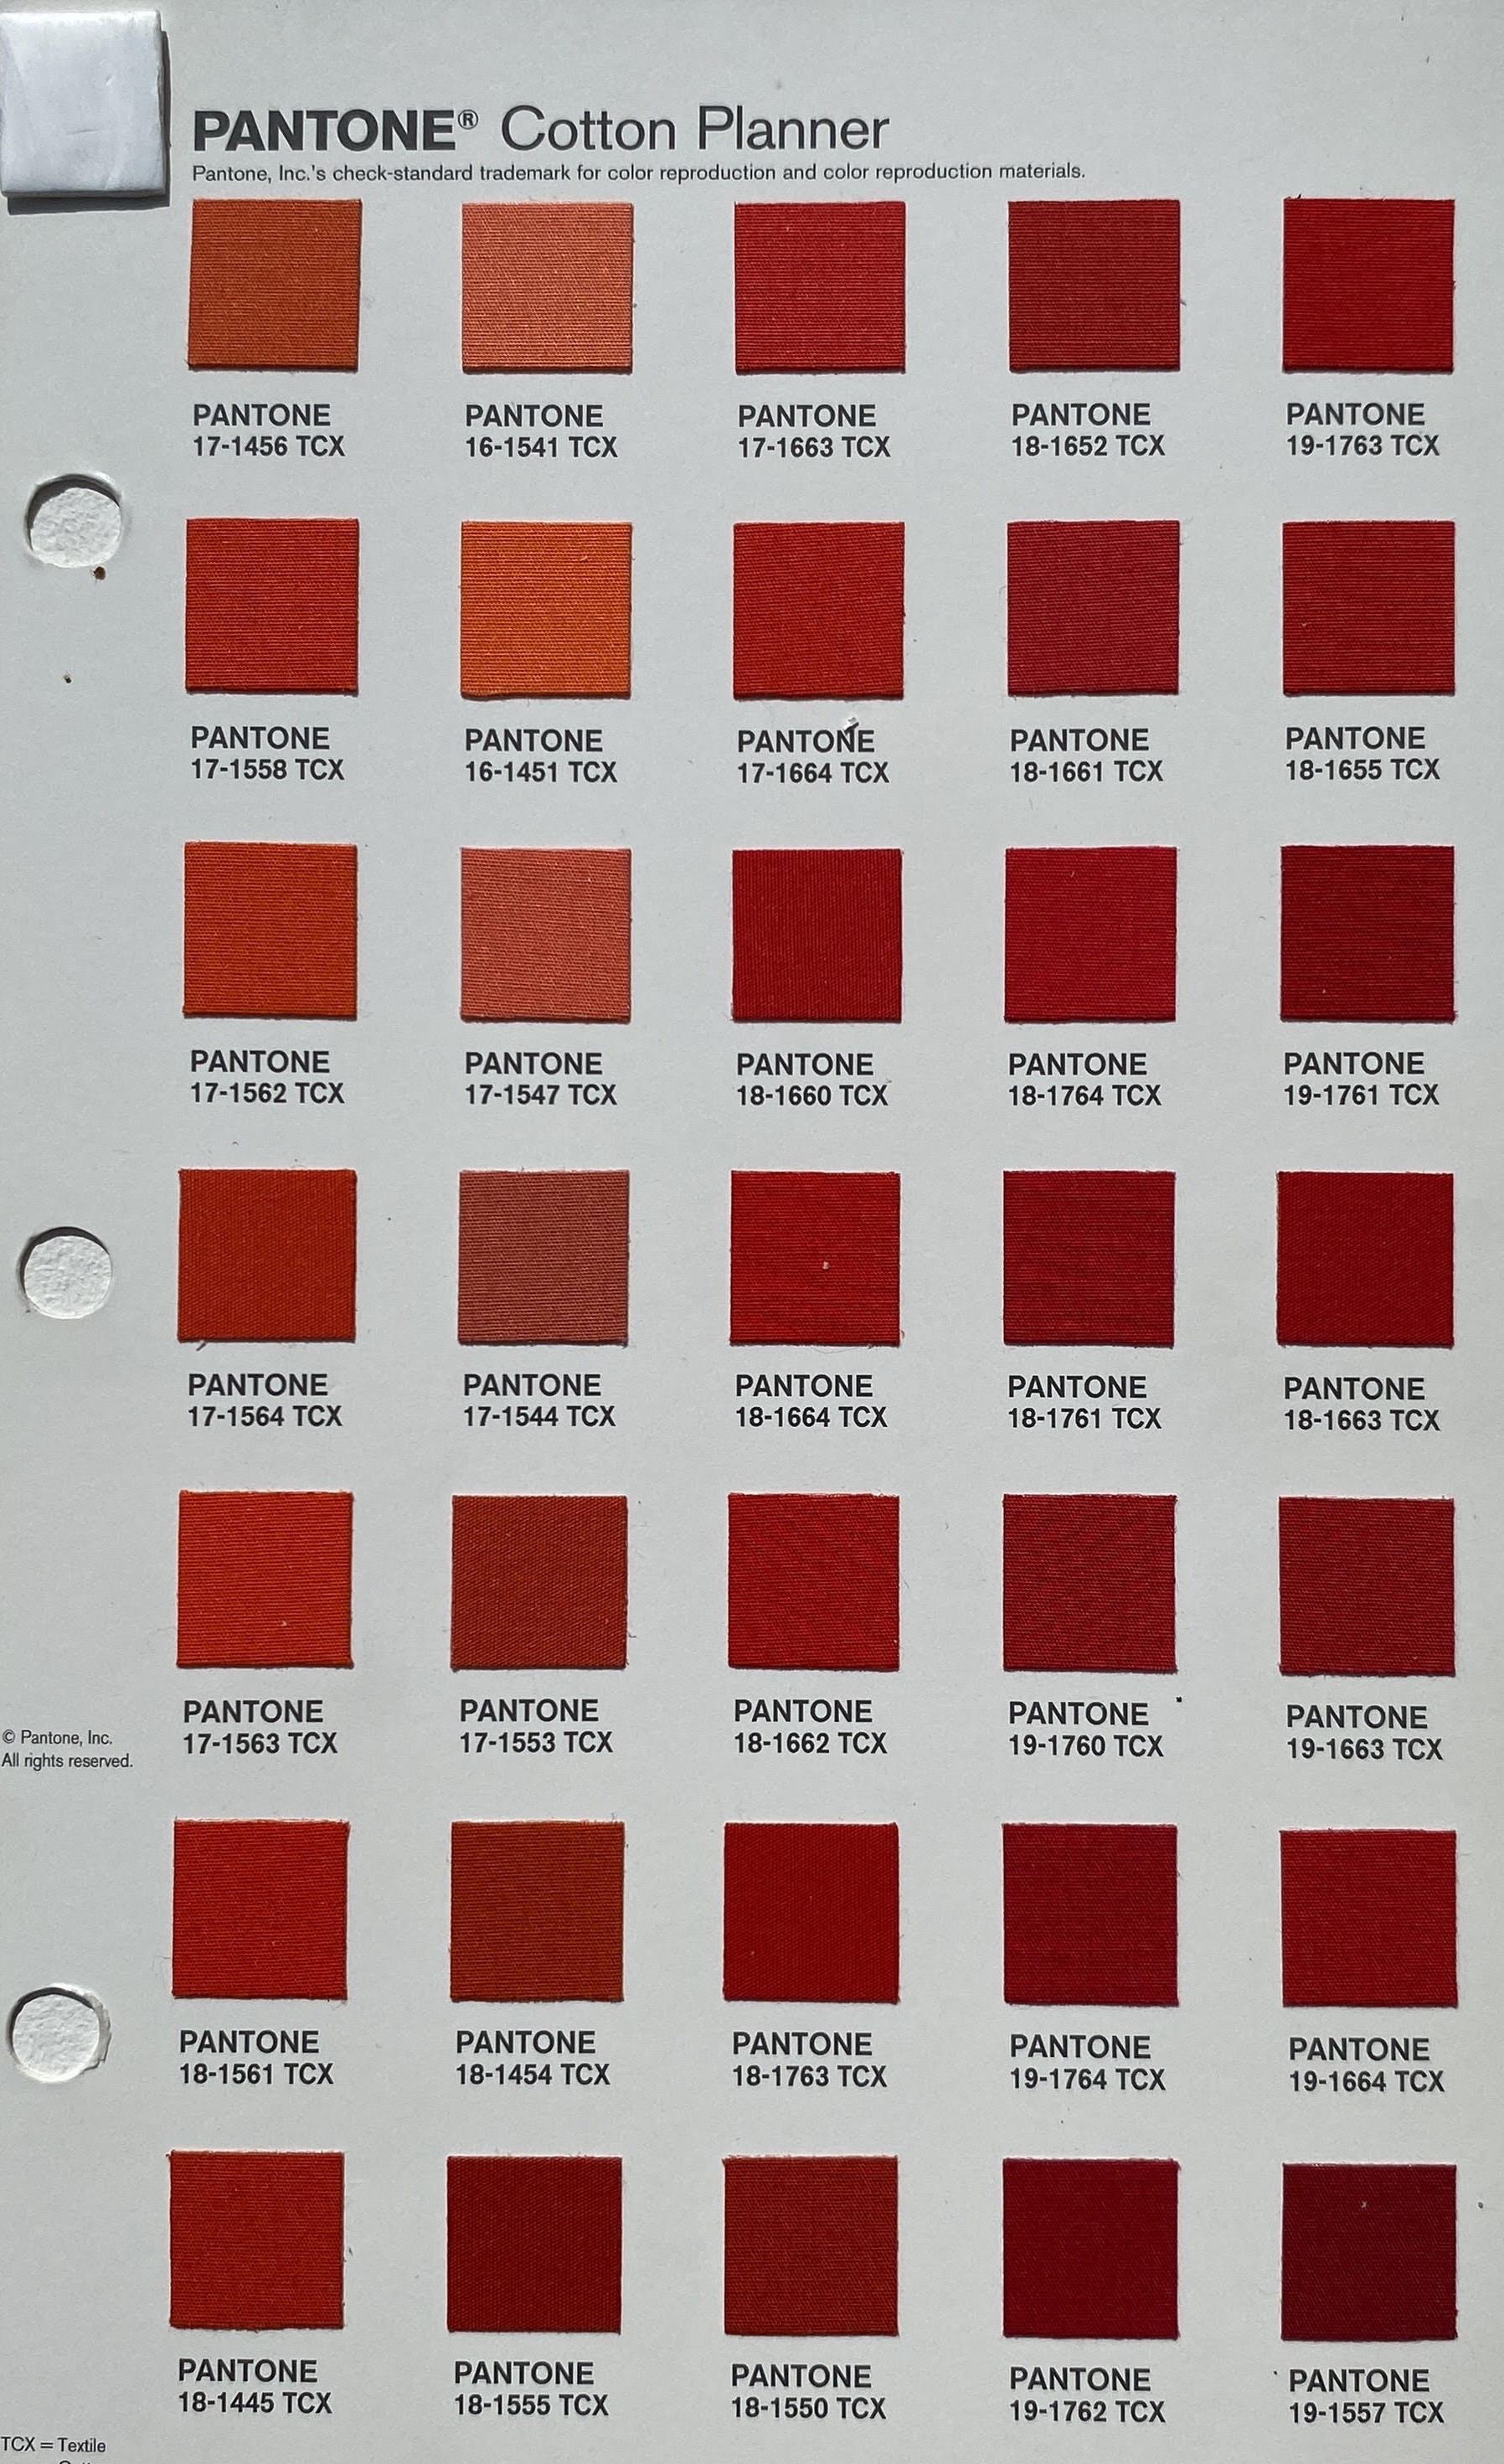 PANTONE® Cotton Planner
Pantone, Inc.'s check-standard trademark for color reproduction and color reproduction materials.
PANTONE
17-1456 TCX
PANTONE
16-1541 TCX
PANTONE
17-1663 TCX
PANTONE
18-1652 TCX
PANTONE
19-1763 TCX
PANTONE
17-1558 TCX
PANTONE
16-1451 TCX
PANTONE
17-1664 TCX
PANTONE
18-1661 TCX
PANTONE
18-1655 TCX
PANTONE
17-1562 TCX
PANTONE
17-1547 TCX
PANTONE
18-1660 TCX
PANTONE
18-1764 TCX
PANTONE
19-1761 TCX
PANTONE
17-1564 TCX
PANTONE
17-1544 TCX
PANTONE
18-1664 TCX
PANTONE
18-1761 TCX
PANTONE
18-1663 TCX
PANTONE
17-1563 TCX
PANTONE
17-1553 TCX
PANTONE
18-1662 TCX
PANTONE
19-1760 TCX
PANTONE
19-1663 TCX
© Pantone, Inc.
All rights reserved.
PANTONE
18-1561 TCX
PANTONE
18-1454 TCX
PANTONE
18-1763 TCX
PANTONE
19-1764 TCX
PANTONE
19-1664 TCX
PANTONE
18-1445 TCX
PANTONE
18-1555 TCX
PANTONE
18-1550 TCX
PANTONE
19-1762 TCX
PANTONE
19-1557 TCX
TCX = Textile